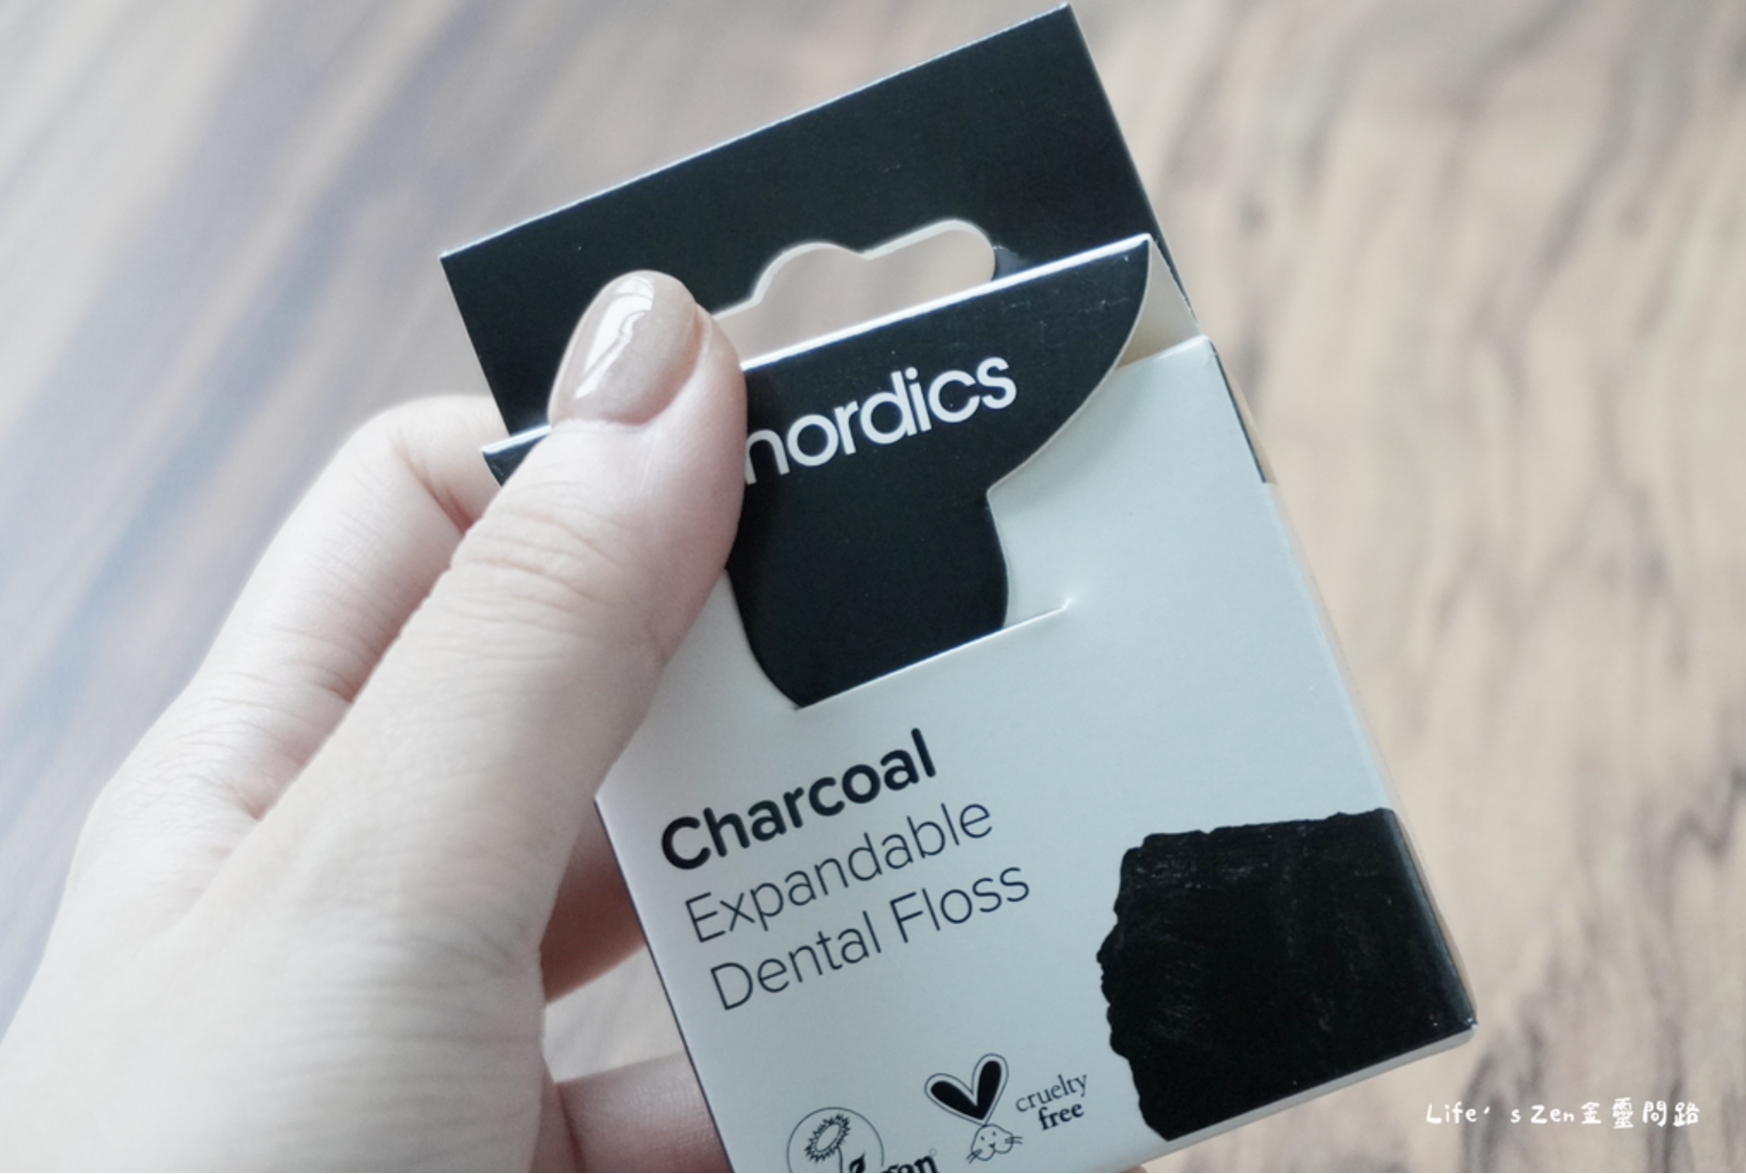 nordics
Charcoal
Expandable
Dental Floss
cruelty
free
Life's Zen金靈問路